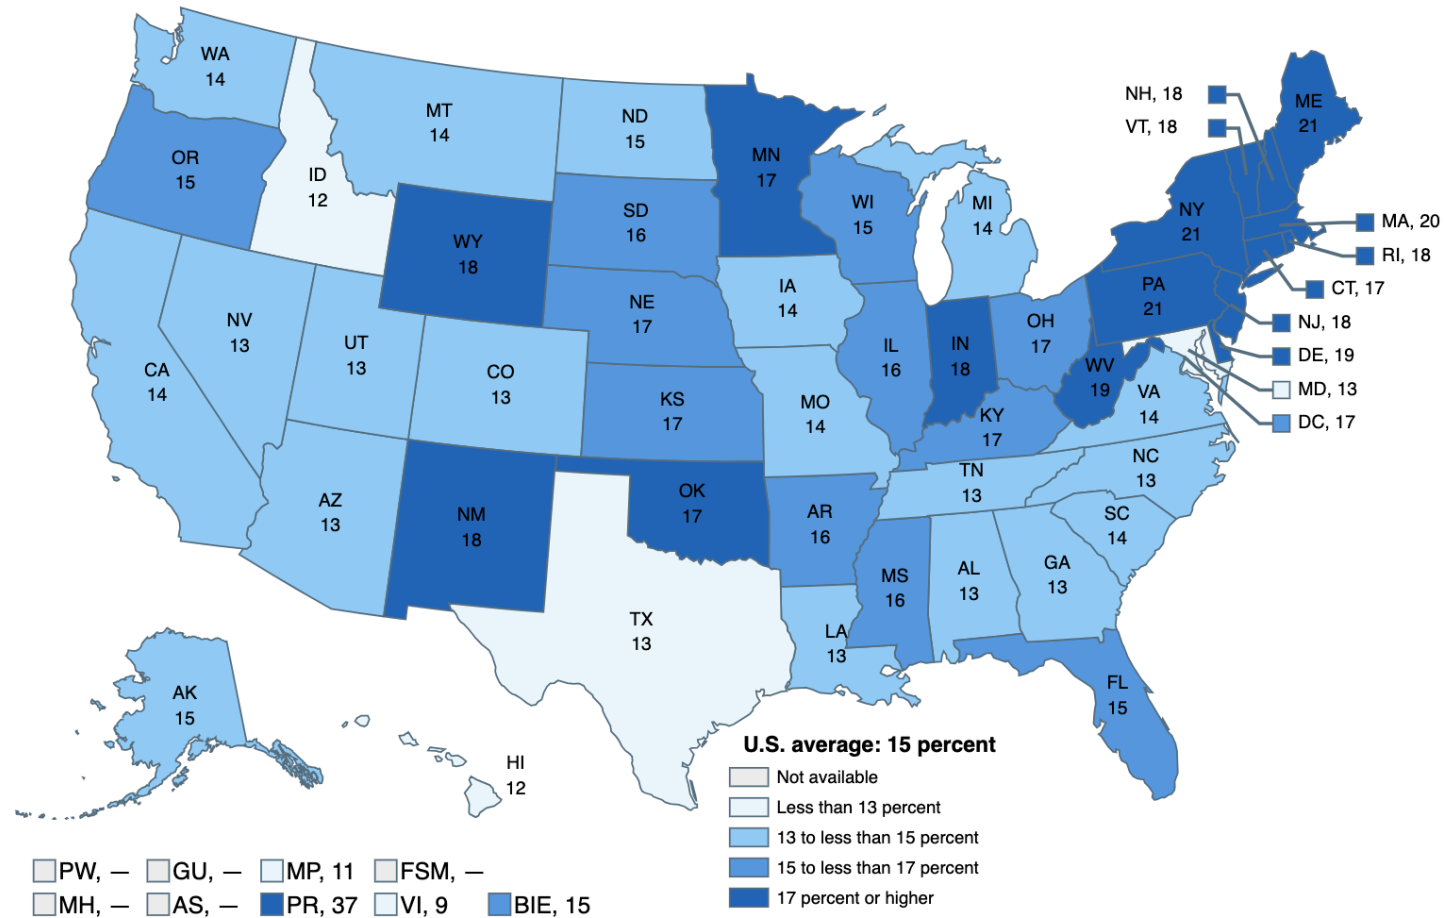 WA
14
MT
14
ND
15
MN
17
NH, 18
VT, 18
ME
21
OR
15
ID
12
WY
18
SD
16
WI
15
MI
14
NY
21
MA, 20
RI, 18
CT, 17
NJ, 18
DE, 19
MD, 13
DC, 17
NV
13
UT
13
CA
14
CO
13
NE
17
IA
14
PA
21
IL
16
IN
18
OH
17
WV
19
VA
14
KS
17
MO
14
KY
17
NC
13
TN
13
AZ
13
NM
18
OK
17
AR
16
SC
14
MS
16
AL
13
GA
13
TX
13
LA
13
FL
15
AK
15
HI
12
U.S. average: 15 percent
Not available
Less than 13 percent
13 to less than 15 percent
15 to less than 17 percent
17 percent or higher
PW, — GU, — MP, 11 FSM, —
MH, — AS, — PR, 37 VI, 9 BIE, 15